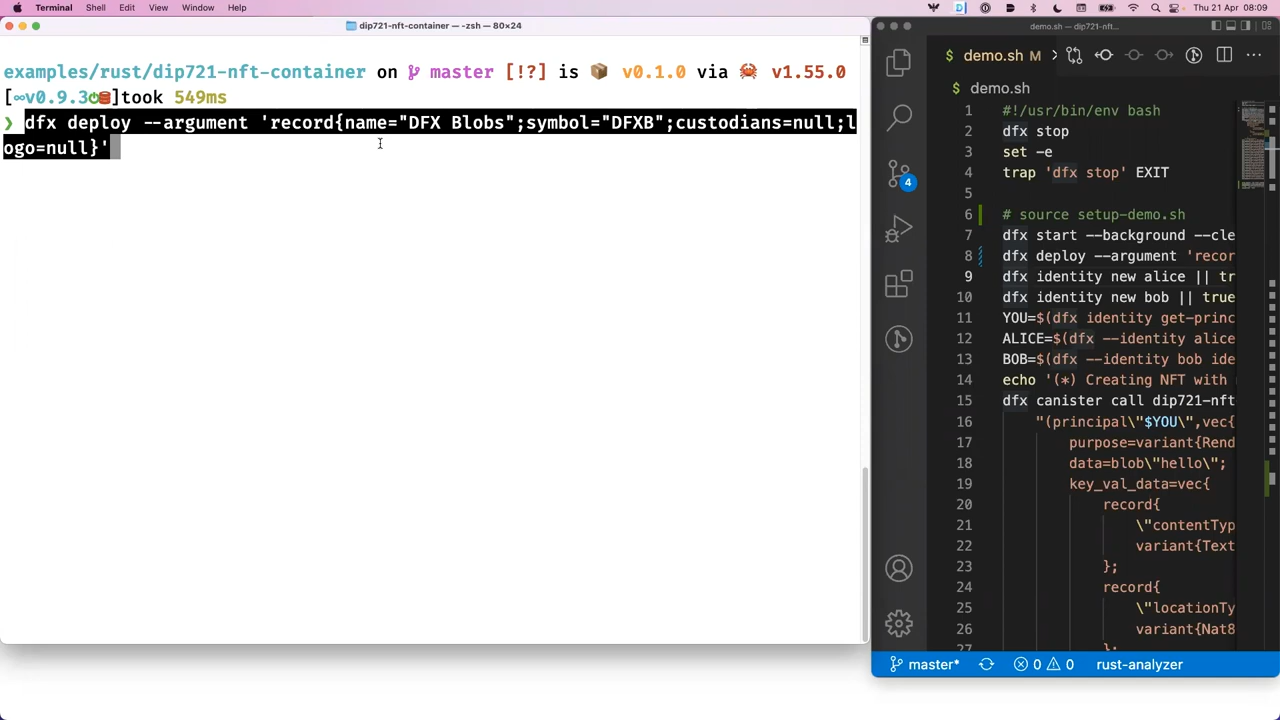 Terminal Shell Edit View Window Help
Thu 21 Apr 08:09
dip721-nft-container — -zsh — 80×24
examples/rust/dip721-nft-container on master [!?] is 📦 v0.1.0 via 🦀 v1.55.0
[∞v0.9.3]took 549ms
❯ dfx deploy --argument 'record{name="DFX Blobs";symbol="DFXB";custodians=null;l
ogo=null}'
demo.sh — dip721-nft...
demo.sh M
demo.sh
4
1 #!/usr/bin/env bash
2 dfx stop
3 set -e
4 trap 'dfx stop' EXIT
5
6 # source setup-demo.sh
7 dfx start --background --cle
8 dfx deploy --argument 'recor
9 dfx identity new alice || tr
10 dfx identity new bob || true
11 YOU=$(dfx identity get-princ
12 ALICE=$(dfx --identity alice
13 BOB=$(dfx --identity bob ide
14 echo '(*) Creating NFT with
15 dfx canister call dip721-nft
16 "(principal\"$YOU\",vec{
17 purpose=variant{Rend
18 data=blob\"hello\";
19 key_val_data=vec{
20 record{
21 \"contentTyp
22 variant{Text
23 };
24 record{
25 \"locationTy
26 variant{Nat8
27 };
master* 0 0 rust-analyzer